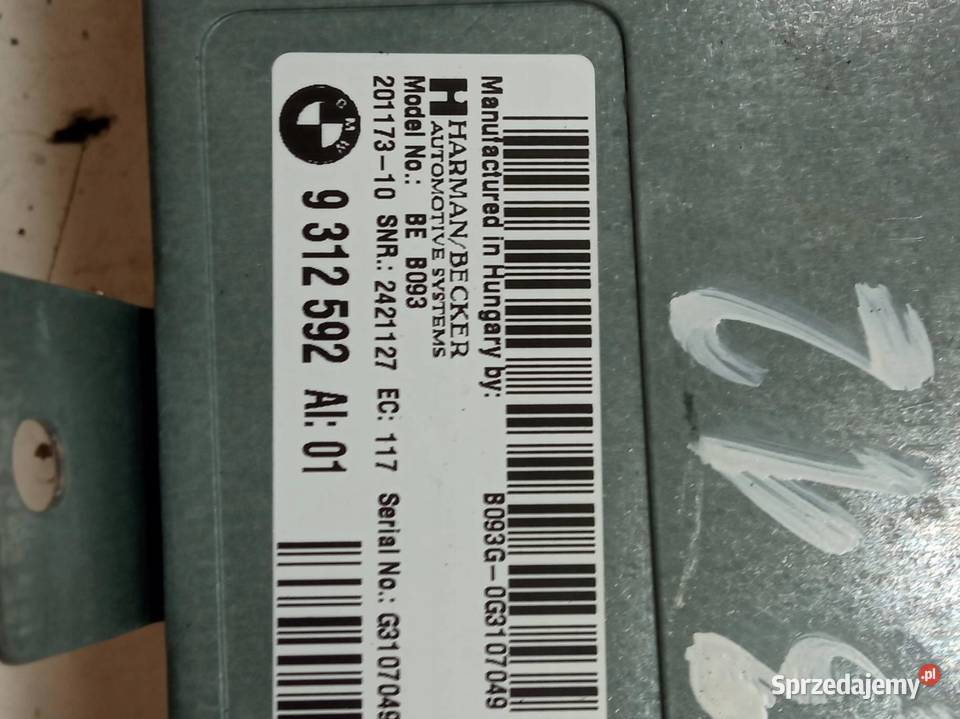 Manufactured in Hungary by:
B093G-0G3107049
HARMAN/BECKER
AUTOMOTIVE SYSTEMS
Model No.: BE B093
201173-10 SNR.: 2421127 EC: 117 Serial No.: G3107049
BMW
9 312 592 AI: 01
Sprzedajemy.pl